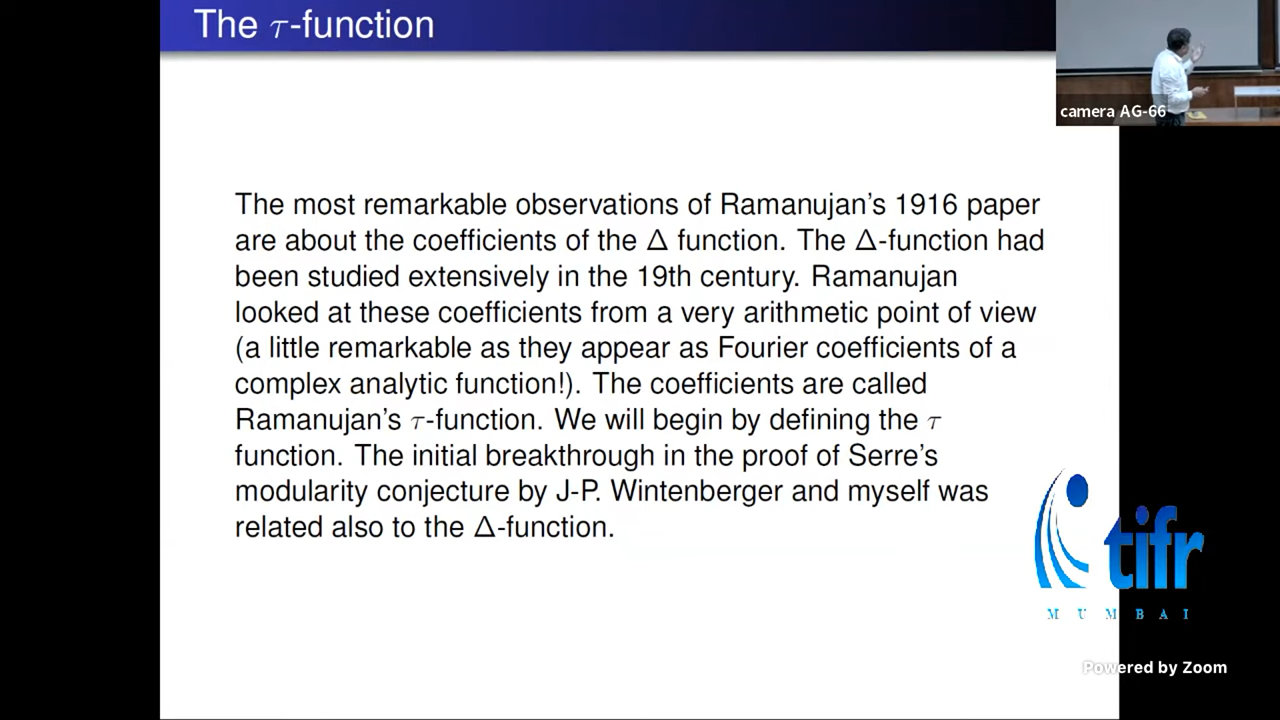 The τ-function
camera AG-66
The most remarkable observations of Ramanujan's 1916 paper
are about the coefficients of the Δ function. The Δ-function had
been studied extensively in the 19th century. Ramanujan
looked at these coefficients from a very arithmetic point of view
(a little remarkable as they appear as Fourier coefficients of a
complex analytic function!). The coefficients are called
Ramanujan's τ-function. We will begin by defining the τ
function. The initial breakthrough in the proof of Serre's
modularity conjecture by J-P. Wintenberger and myself was
related also to the Δ-function.
tifr
MUMBAI
Powered by Zoom